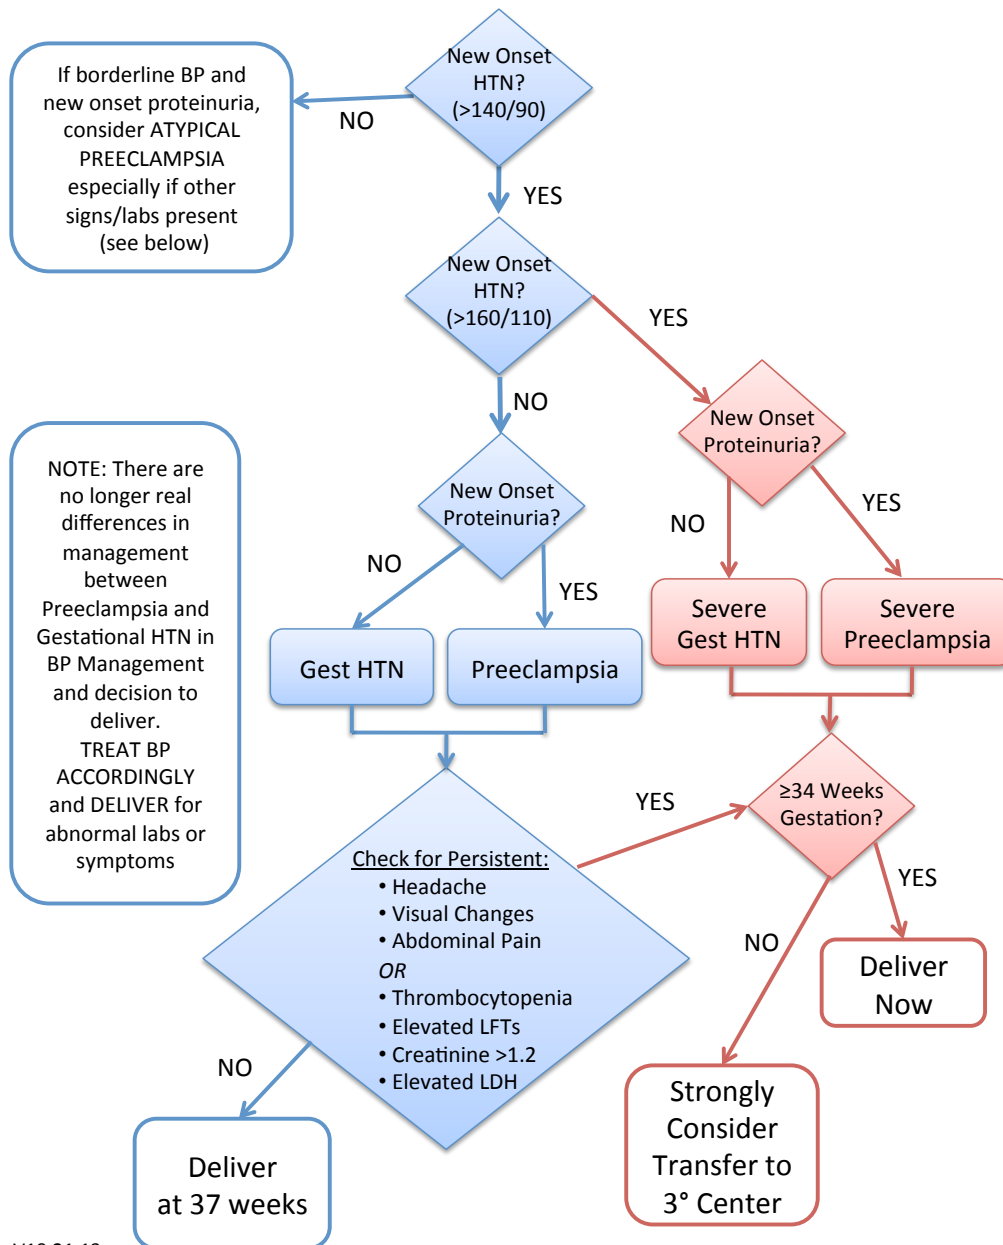 New Onset
HTN?
(>140/90)
If borderline BP and
new onset proteinuria,
consider ATYPICAL
PREECLAMPSIA
especially if other
signs/labs present
(see below)
NO
YES
New Onset
HTN?
(>160/110)
YES
NO
New Onset
Proteinuria?
NO
YES
Severe
Gest HTN
Severe
Preeclampsia
NOTE: There are
no longer real
differences in
management
between
Preeclampsia and
Gestational HTN in
BP Management
and decision to
deliver.
TREAT BP
ACCORDINGLY
and DELIVER for
abnormal labs or
symptoms
New Onset
Proteinuria?
NO
YES
Gest HTN
Preeclampsia
Check for Persistent:
• Headache
• Visual Changes
• Abdominal Pain
OR
• Thrombocytopenia
• Elevated LFTs
• Creatinine >1.2
• Elevated LDH
YES
≥34 Weeks
Gestation?
YES
NO
Deliver
Now
NO
Deliver
at 37 weeks
Strongly
Consider
Transfer to
3° Center